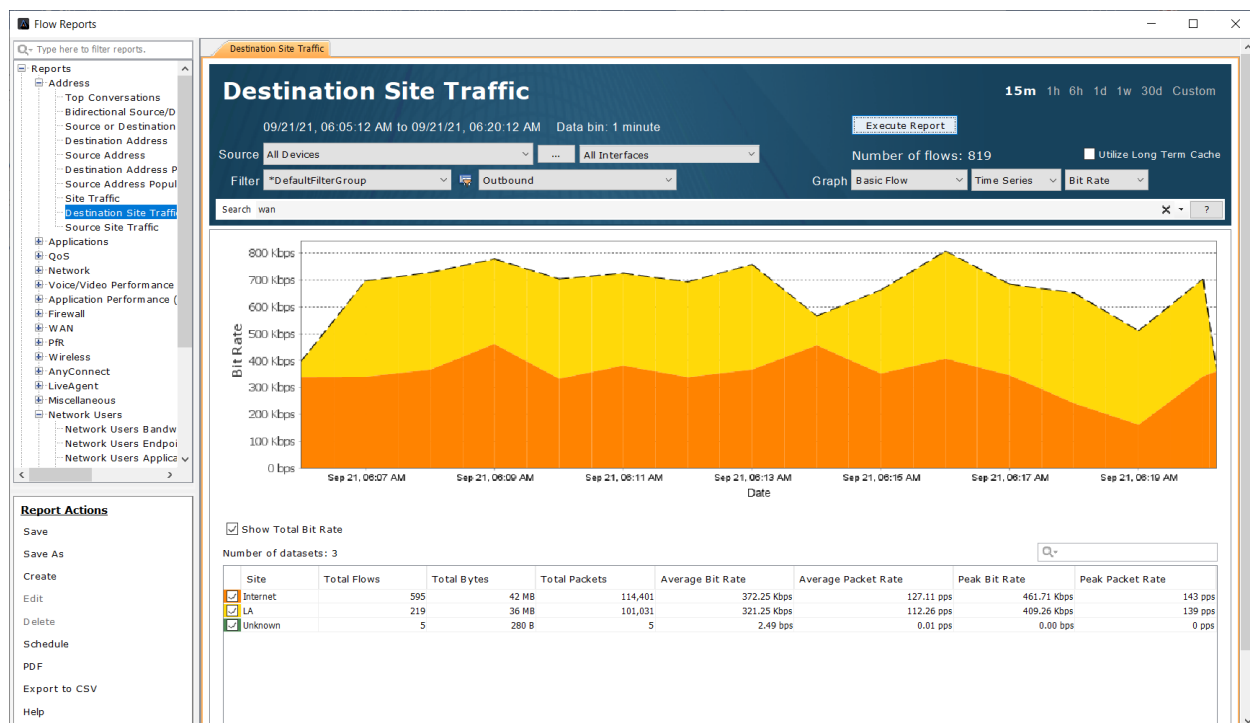 Flow Reports
Type here to filter reports.
Reports
Address
Top Conversations
Bidirectional Source/D
Source or Destination
Destination Address
Source Address
Destination Address P
Source Address Popul
Site Traffic
Destination Site Traffi
Source Site Traffic
Applications
QoS
Network
Voice/Video Performance
Application Performance (
Firewall
WAN
PfR
Wireless
AnyConnect
LiveAgent
Miscellaneous
Network Users
Network Users Bandw
Network Users Endpoi
Network Users Applica
Report Actions
Save
Save As
Create
Edit
Delete
Schedule
PDF
Export to CSV
Help
Destination Site Traffic
Destination Site Traffic
15m 1h 6h 1d 1w 30d Custom
09/21/21, 06:05:12 AM to 09/21/21, 06:20:12 AM Data bin: 1 minute
Execute Report
Source All Devices ... All Interfaces
Number of flows: 819 Utilize Long Term Cache
Filter *DefaultFilterGroup Outbound
Graph Basic Flow Time Series Bit Rate
Search wan X ?
800 kbps
700 kbps
600 kbps
500 kbps
400 kbps
300 kbps
200 kbps
100 kbps
0 bps
Bit Rate
Sep 21, 06:07 AM Sep 21, 06:09 AM Sep 21, 06:11 AM Sep 21, 06:13 AM Sep 21, 06:15 AM Sep 21, 06:17 AM Sep 21, 06:19 AM
Date
Show Total Bit Rate
Number of datasets: 3
Site Total Flows Total Bytes Total Packets Average Bit Rate Average Packet Rate Peak Bit Rate Peak Packet Rate
Internet 595 42 MB 114,401 372.25 Kbps 127.11 pps 461.71 Kbps 143 pps
LA 219 36 MB 101,031 321.25 Kbps 112.26 pps 409.26 Kbps 139 pps
Unknown 5 280 B 5 2.49 bps 0.01 pps 0.00 bps 0 pps